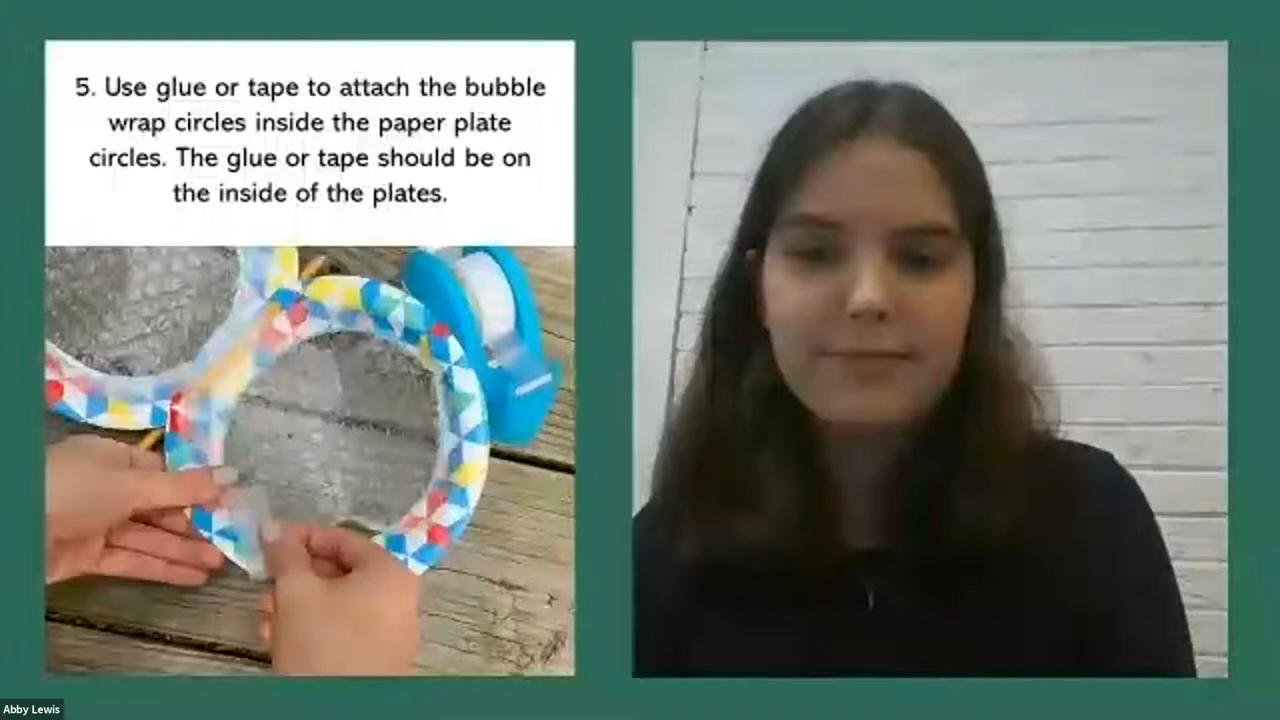 5. Use glue or tape to attach the bubble
wrap circles inside the paper plate
circles. The glue or tape should be on
the inside of the plates.
Abby Lewis